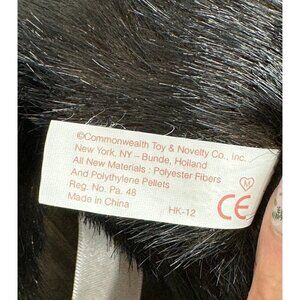 ©Commonwealth Toy & Novelty Co., Inc.
New York, NY – Bunde, Holland
All New Materials : Polyester Fibers
And Polythylene Pellets
Reg. No. Pa. 48
Made in China
HK-12
M
CE